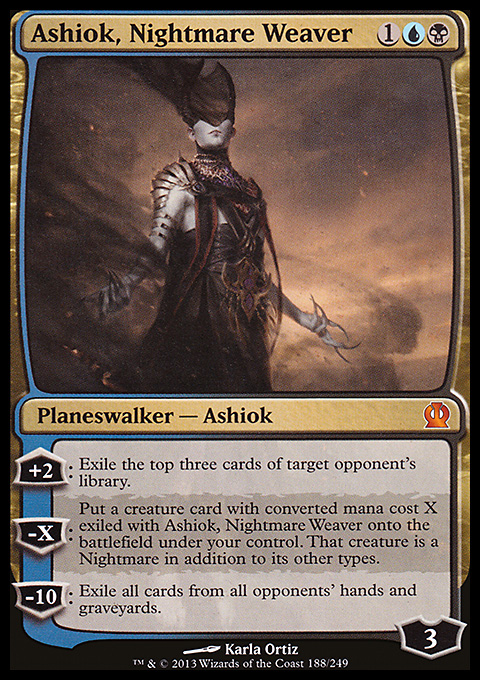 Ashiok, Nightmare Weaver 1
Planeswalker — Ashiok
+2: Exile the top three cards of target opponent's
library.
Put a creature card with converted mana cost X
exiled with Ashiok, Nightmare Weaver onto the
-X: battlefield under your control. That creature is a
Nightmare in addition to its other types.
-10: Exile all cards from all opponents' hands and
graveyards.
3
Karla Ortiz
™ & © 2013 Wizards of the Coast 188/249